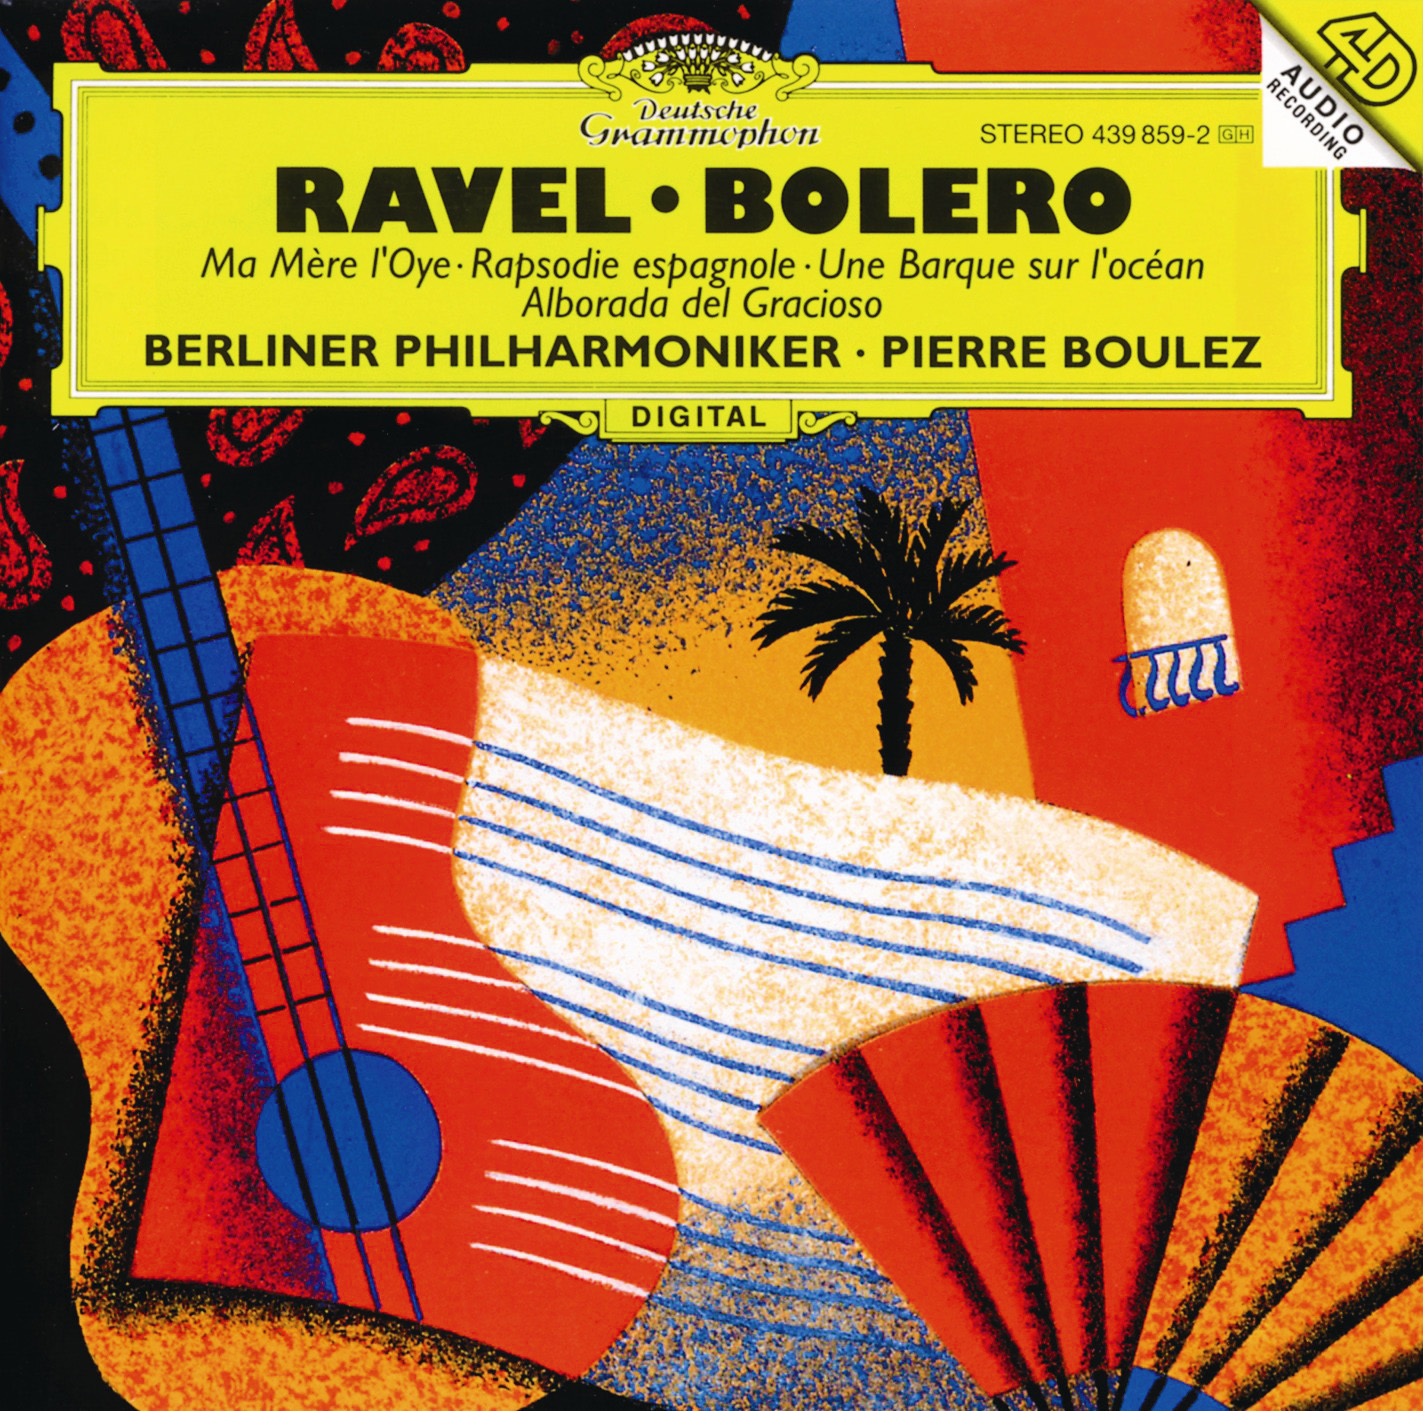 4D
AUDIO
RECORDING
Deutsche
Grammophon
STEREO 439 859-2 GH
RAVEL · BOLERO
Ma Mère l'Oye · Rapsodie espagnole · Une Barque sur l'océan
Alborada del Gracioso
BERLINER PHILHARMONIKER · PIERRE BOULEZ
DIGITAL